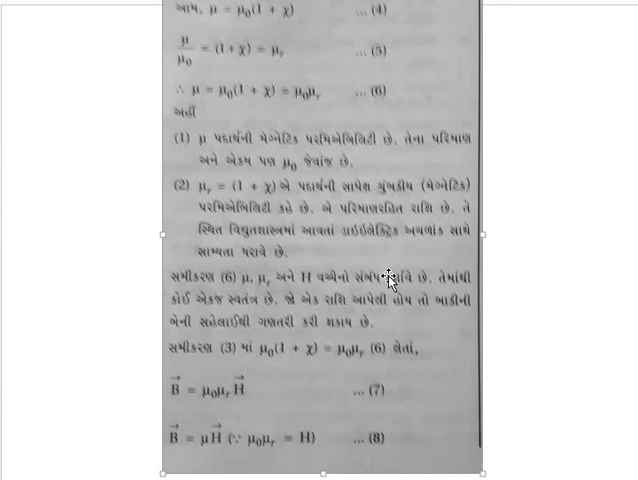 આમ, μ = μ₀(1 + χ) ... (4)
μ/μ₀ = (1+χ) = μᵣ ... (5)
∴ μ = μ₀(1 + χ) = μ₀μᵣ ... (6)
અહીં
(1) μ પદાર્થની મેગ્નેટિક પરમિએબિલિટી છે. તેના પરિમાણ
અને એકમ પણ μ₀ જેવાંજ છે.
(2) μᵣ = (1 + χ) એ પદાર્થની સાપેક્ષ ચુંબકીય (મેગ્નેટિક)
પરમિએબિલિટી કહે છે. એ પરિમાણરહિત રાશિ છે. તે
સ્થિત વિદ્યુતશાસ્ત્રમાં આવતાં ડાઈઈલેક્ટ્રિક અચળાંક સાથે
સામ્યતા ધરાવે છે.
સમીકરણ (6) μ, μᵣ અને H વચ્ચેનો છે. તેમાંથી
કોઈ એકજ સ્વતંત્ર છે. જો એક રાશિ આપેલી હોય તો બાકીની
બેની સહેલાઈથી ગણતરી કરી શકાય છે.
સમીકરણ (3) માં μ₀(1 + χ) = μ₀μᵣ (6) લેતાં,
B⃗ = μ₀μᵣH⃗ ... (7)
B⃗ = μH⃗ (∵ μ₀μᵣ = H) ... (8)